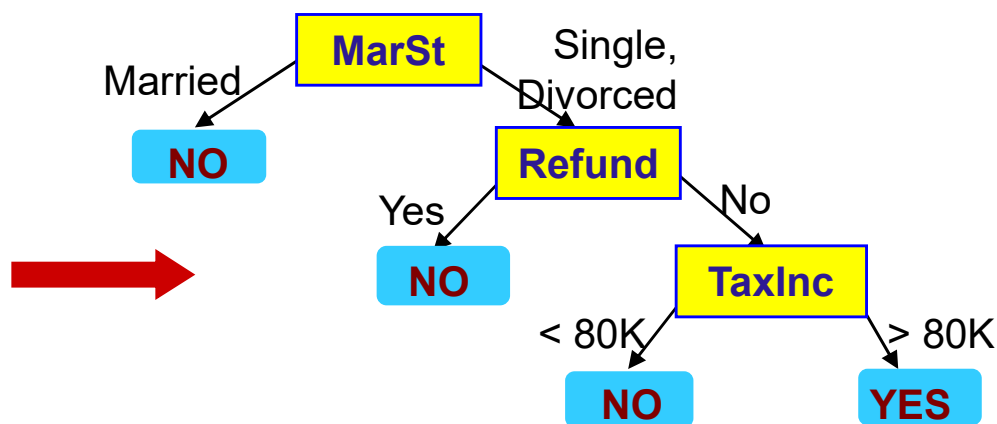 MarSt
Single,
Married
Divorced
NO
Refund
Yes
No
NO
TaxInc
< 80K
> 80K
NO
YES